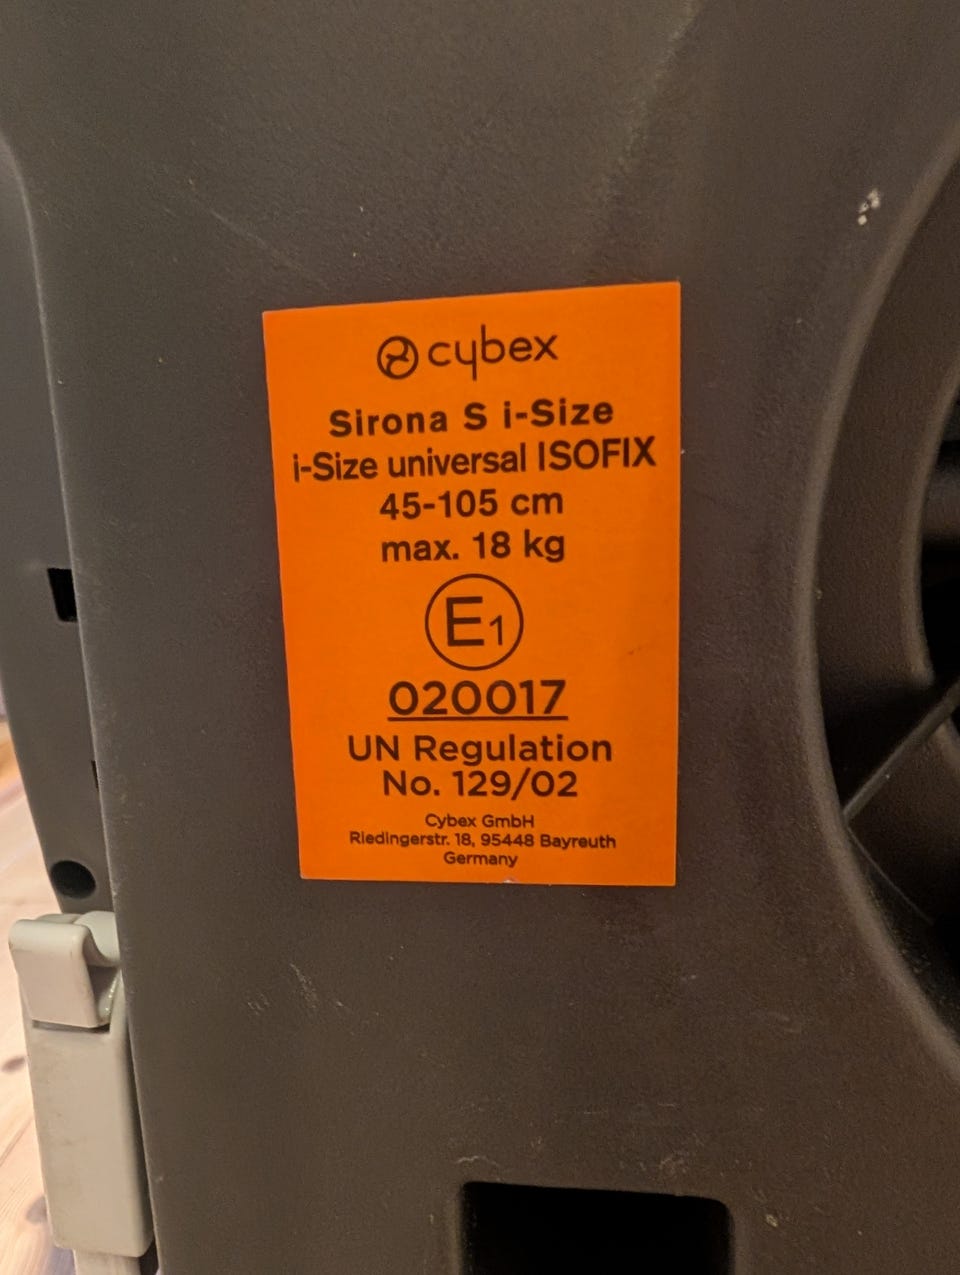 cybex
Sirona S i-Size
i-Size universal ISOFIX
45-105 cm
max. 18 kg
E1
020017
UN Regulation
No. 129/02
Cybex GmbH
Riedingerstr. 18, 95448 Bayreuth
Germany